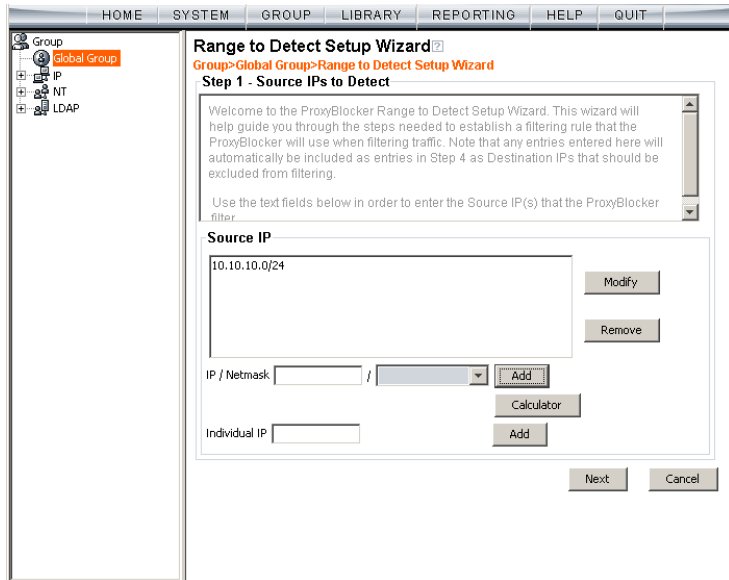 HOME SYSTEM GROUP LIBRARY REPORTING HELP QUIT
Group
Global Group
IP
NT
LDAP
Range to Detect Setup Wizard?
Group>Global Group>Range to Detect Setup Wizard
Step 1 - Source IPs to Detect
Welcome to the ProxyBlocker Range to Detect Setup Wizard. This wizard will
help guide you through the steps needed to establish a filtering rule that the
ProxyBlocker will use when filtering traffic. Note that any entries entered here will
automatically be included as entries in Step 4 as Destination IPs that should be
excluded from filtering.
Use the text fields below in order to enter the Source IP(s) that the ProxyBlocker
filter
Source IP
10.10.10.0/24
Modify
Remove
IP / Netmask / Add
Calculator
Individual IP Add
Next Cancel